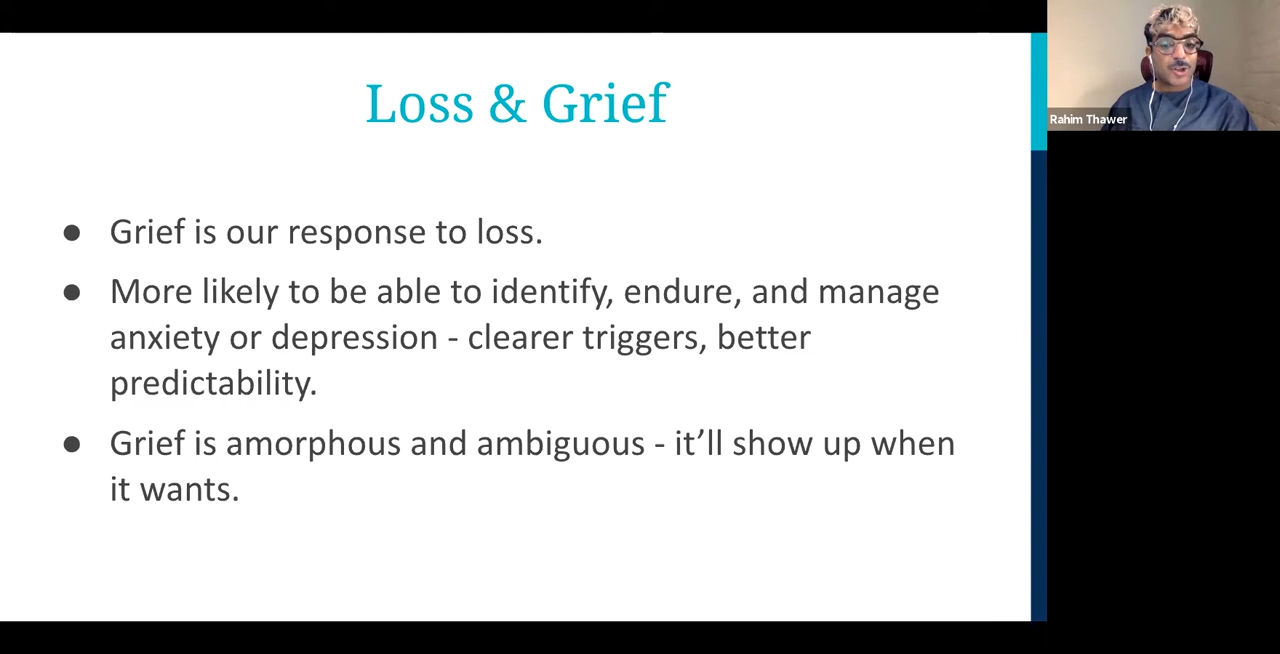 Loss & Grief
Rahim Thawer
● Grief is our response to loss.
● More likely to be able to identify, endure, and manage
anxiety or depression - clearer triggers, better
predictability.
● Grief is amorphous and ambiguous - it’ll show up when
it wants.